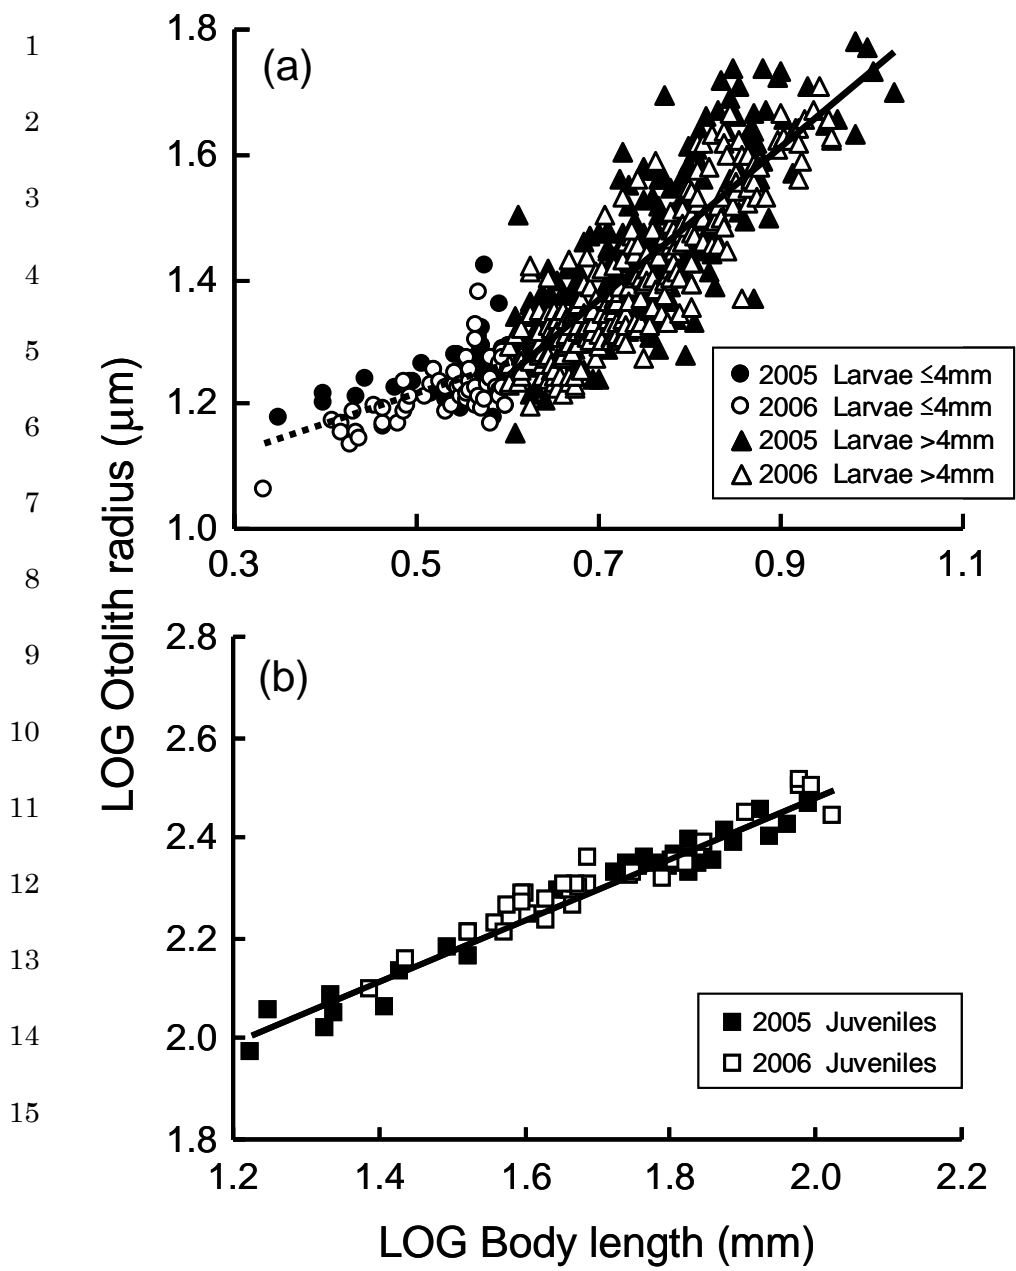 1
2
3
4
5
6
7
8
9
10
11
12
13
14
15
LOG Otolith radius (μm)
(a)
1.8
1.6
1.4
1.2
1.0
0.3 0.5 0.7 0.9 1.1
2005 Larvae ≤4mm
2006 Larvae ≤4mm
2005 Larvae >4mm
2006 Larvae >4mm
(b)
2.8
2.6
2.4
2.2
2.0
1.8
2005 Juveniles
2006 Juveniles
1.2 1.4 1.6 1.8 2.0 2.2
LOG Body length (mm)